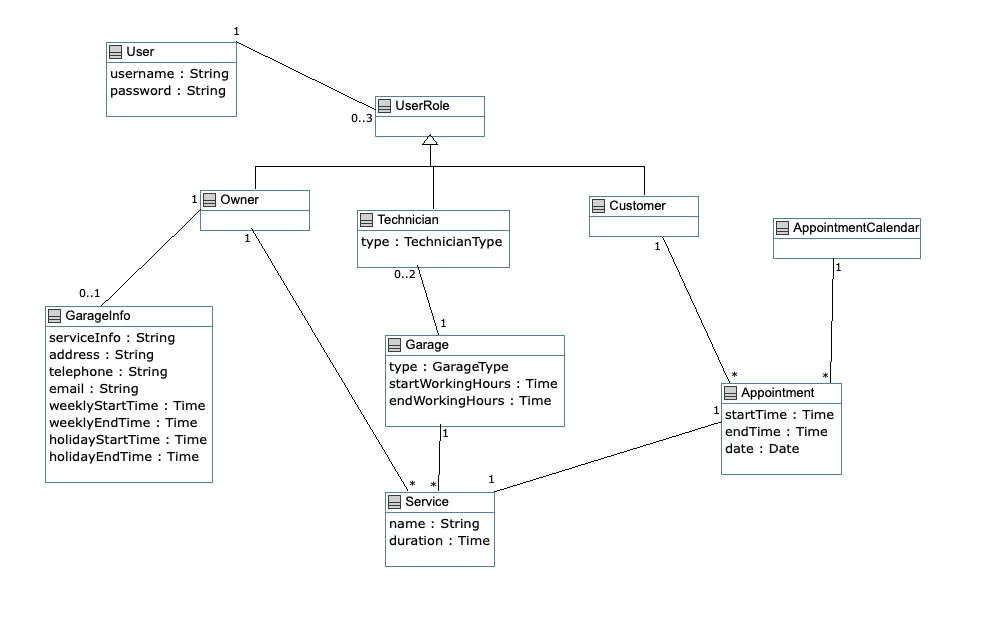 1
User
username : String
password : String
UserRole
0..3
1
Owner
Technician
type : TechnicianType
Customer
AppointmentCalendar
1
0..2
1
1
0..1
GarageInfo
serviceInfo : String
address : String
telephone : String
email : String
weeklyStartTime : Time
weeklyEndTime : Time
holidayStartTime : Time
holidayEndTime : Time
1
Garage
type : GarageType
startWorkingHours : Time
endWorkingHours : Time
1
*
*
Appointment
startTime : Time
endTime : Time
date : Date
1
*
*
1
Service
name : String
duration : Time